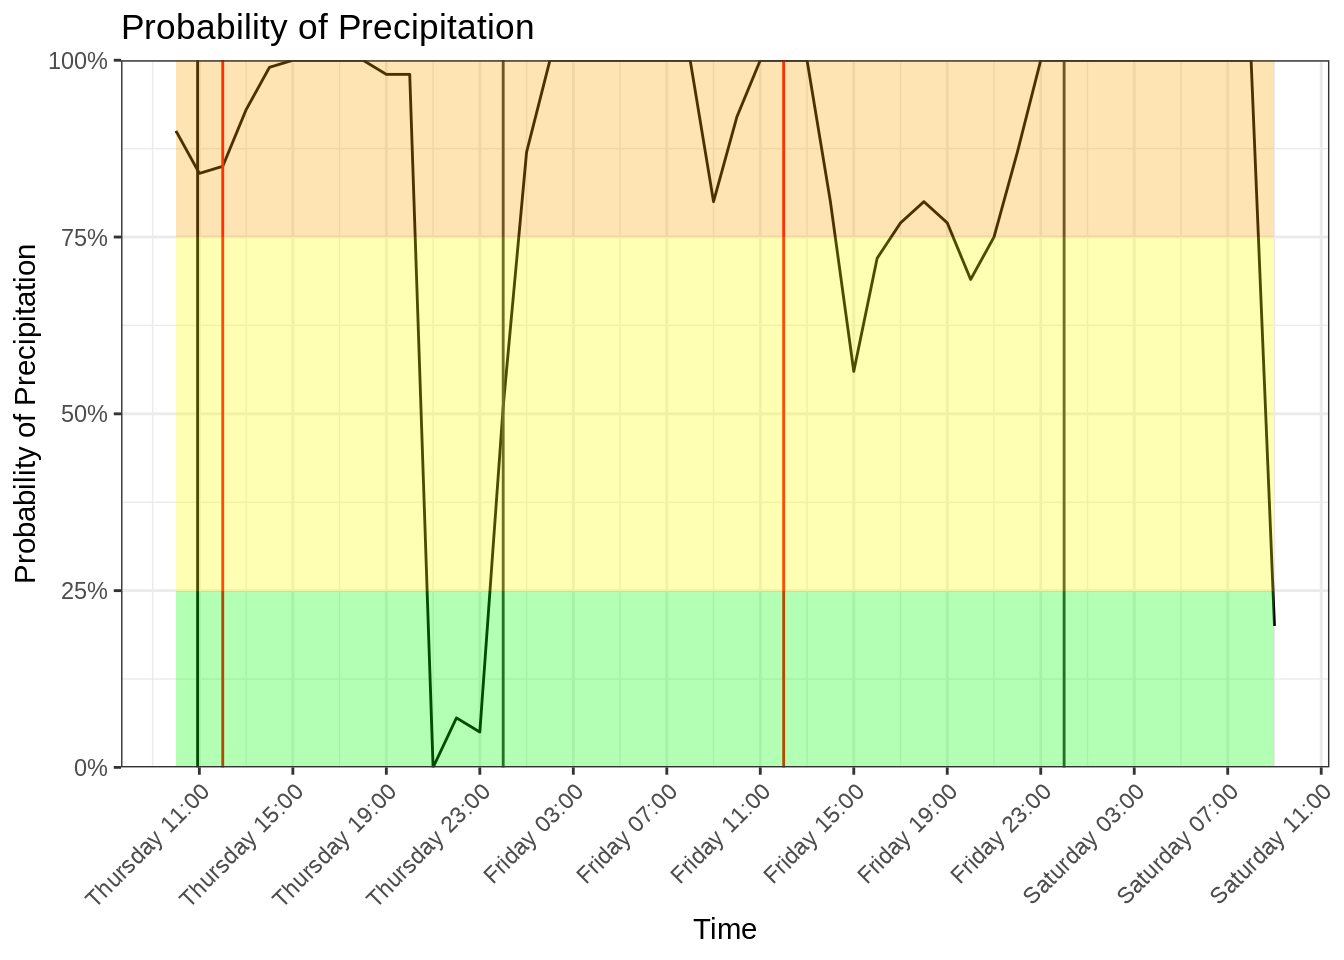 Probability of Precipitation
Probability of Precipitation
100%
75%
50%
25%
0%
Thursday 11:00
Thursday 15:00
Thursday 19:00
Thursday 23:00
Friday 03:00
Friday 07:00
Friday 11:00
Friday 15:00
Friday 19:00
Friday 23:00
Saturday 03:00
Saturday 07:00
Saturday 11:00
Time